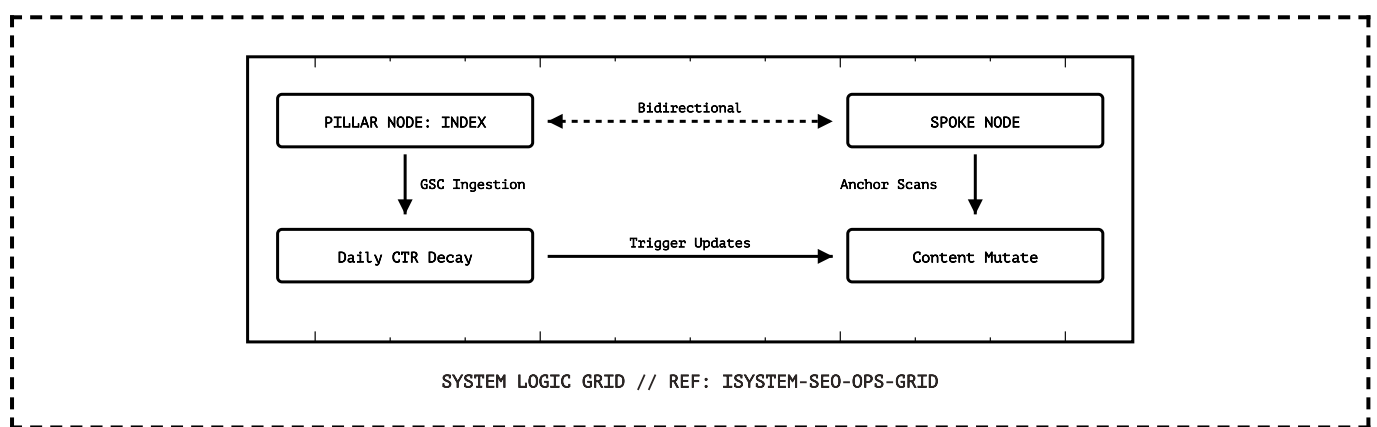 Bidirectional
PILLAR NODE: INDEX
SPOKE NODE
GSC Ingestion
Anchor Scans
Trigger Updates
Daily CTR Decay
Content Mutate
SYSTEM LOGIC GRID // REF: ISYSTEM-SEO-OPS-GRID